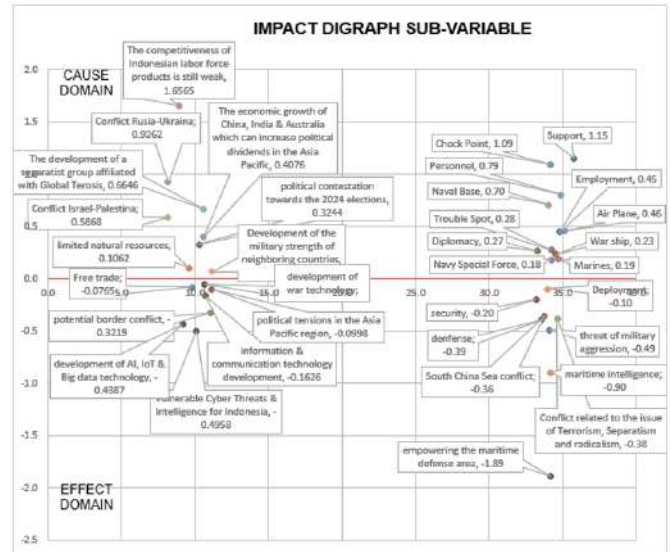 IMPACT DIGRAPH SUB-VARIABLE
2.0
1.5
0.5
0.0
-0.5
-1.0
-1.5
-2.0
-2.5
0.0
5.0
10.0
15.0
20.0
25.0
30.0
35.0
40.0
CAUSE
DOMAIN
The competitiveness of
Indonesian labor force
products is still weak,
1.6565
Conflict Rusia-Ukraina;
0.9262
The economic growth of
China, India & Australia
which can increase political
dividends in the Asia
Pacific, 0.4076
The development of a
separatist group affiliated
with Global Terosis, 0.6646
Conflict Israel-Palestina;
0.5868
political contestation
towards the 2024 elections,
0.3244
limited natural resources,
0.1062
Development of the
military strength of
neighboring countries,
Free trade;
-0.0765
development of
war technology,
potential border conflict, -
0.3219
political tensions in the Asia
Pacific region, -0.0998
development of AI, IoT &
Big data technology, -
0.4387
information &
communication technology
development, -0.1626
Vulnerable Cyber Threats &
Intelligence for Indonesia, -
0.4958
Chock Point, 1.09
Support, 1.15
Personnel, 0.79
Employment, 0.45
Naval Base, 0.70
Air Plane, 0.46
Trouble Spot, 0.28
War ship, 0.23
Diplomacy, 0.27
Navy Special Force, 0.18
Marines, 0.19
Deployment,
-0.10
security, -0.20
denfense,
-0.39
threat of military
aggression, -0.49
South China Sea conflict;
-0.36
maritime intelligence;
-0.90
Conflict related to the issue
of Terrorism, Separatism
and radicalism, -0.38
empowering the maritime
defense area, -1.89
EFFECT
DOMAIN